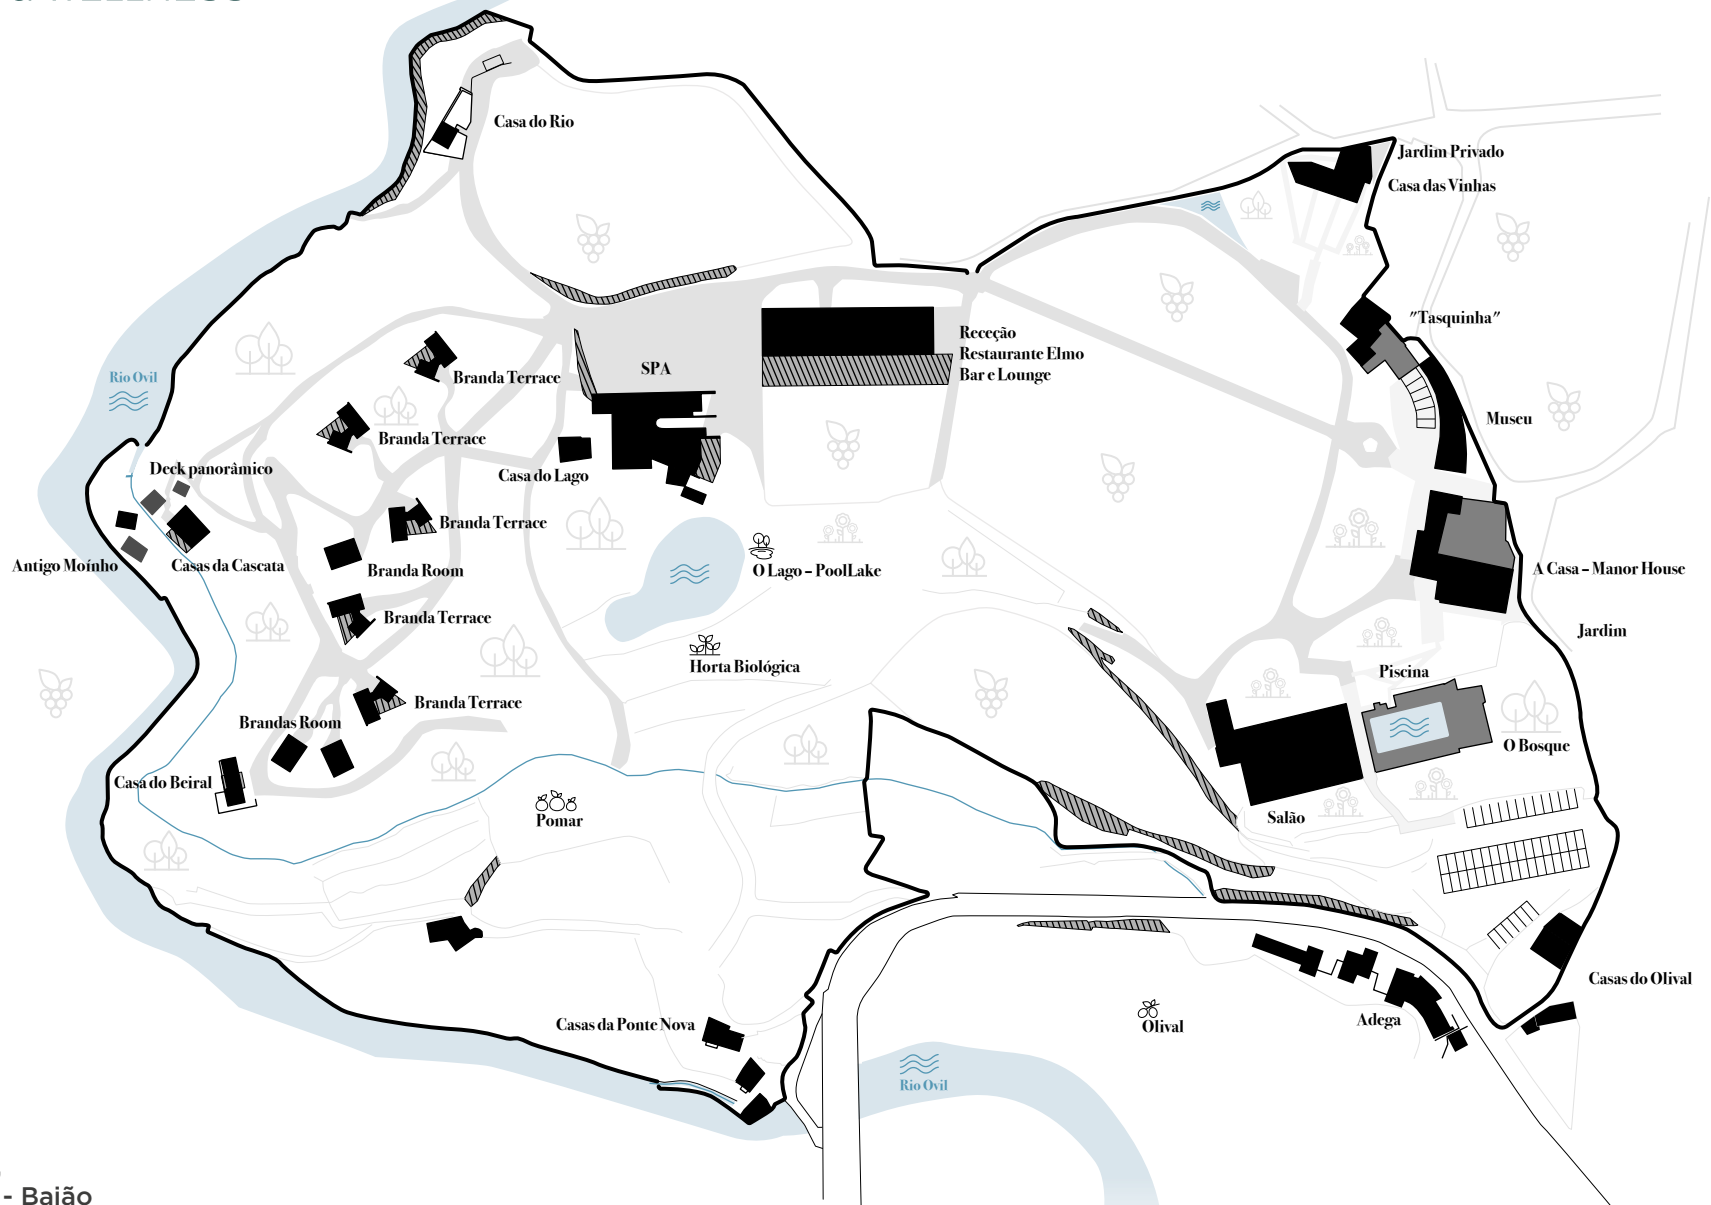 Casa do Rio
Jardim Privado
Casa das Vinhas
"Tasquinha"
Receção
Restaurante Elmo
Bar e Lounge
SPA
Rio Ovil
Branda Terrace
Museu
Branda Terrace
Deck panorâmico
Casa do Lago
Branda Terrace
Antigo Moínho
Casas da Cascata
Branda Room
O Lago – PoolLake
A Casa – Manor House
Branda Terrace
Jardim
Horta Biológica
Piscina
Branda Terrace
Brandas Room
O Bosque
Casa do Beiral
Pomar
Salão
Casas do Olival
Casas da Ponte Nova
Olival
Adega
Rio Ovil
- Baião